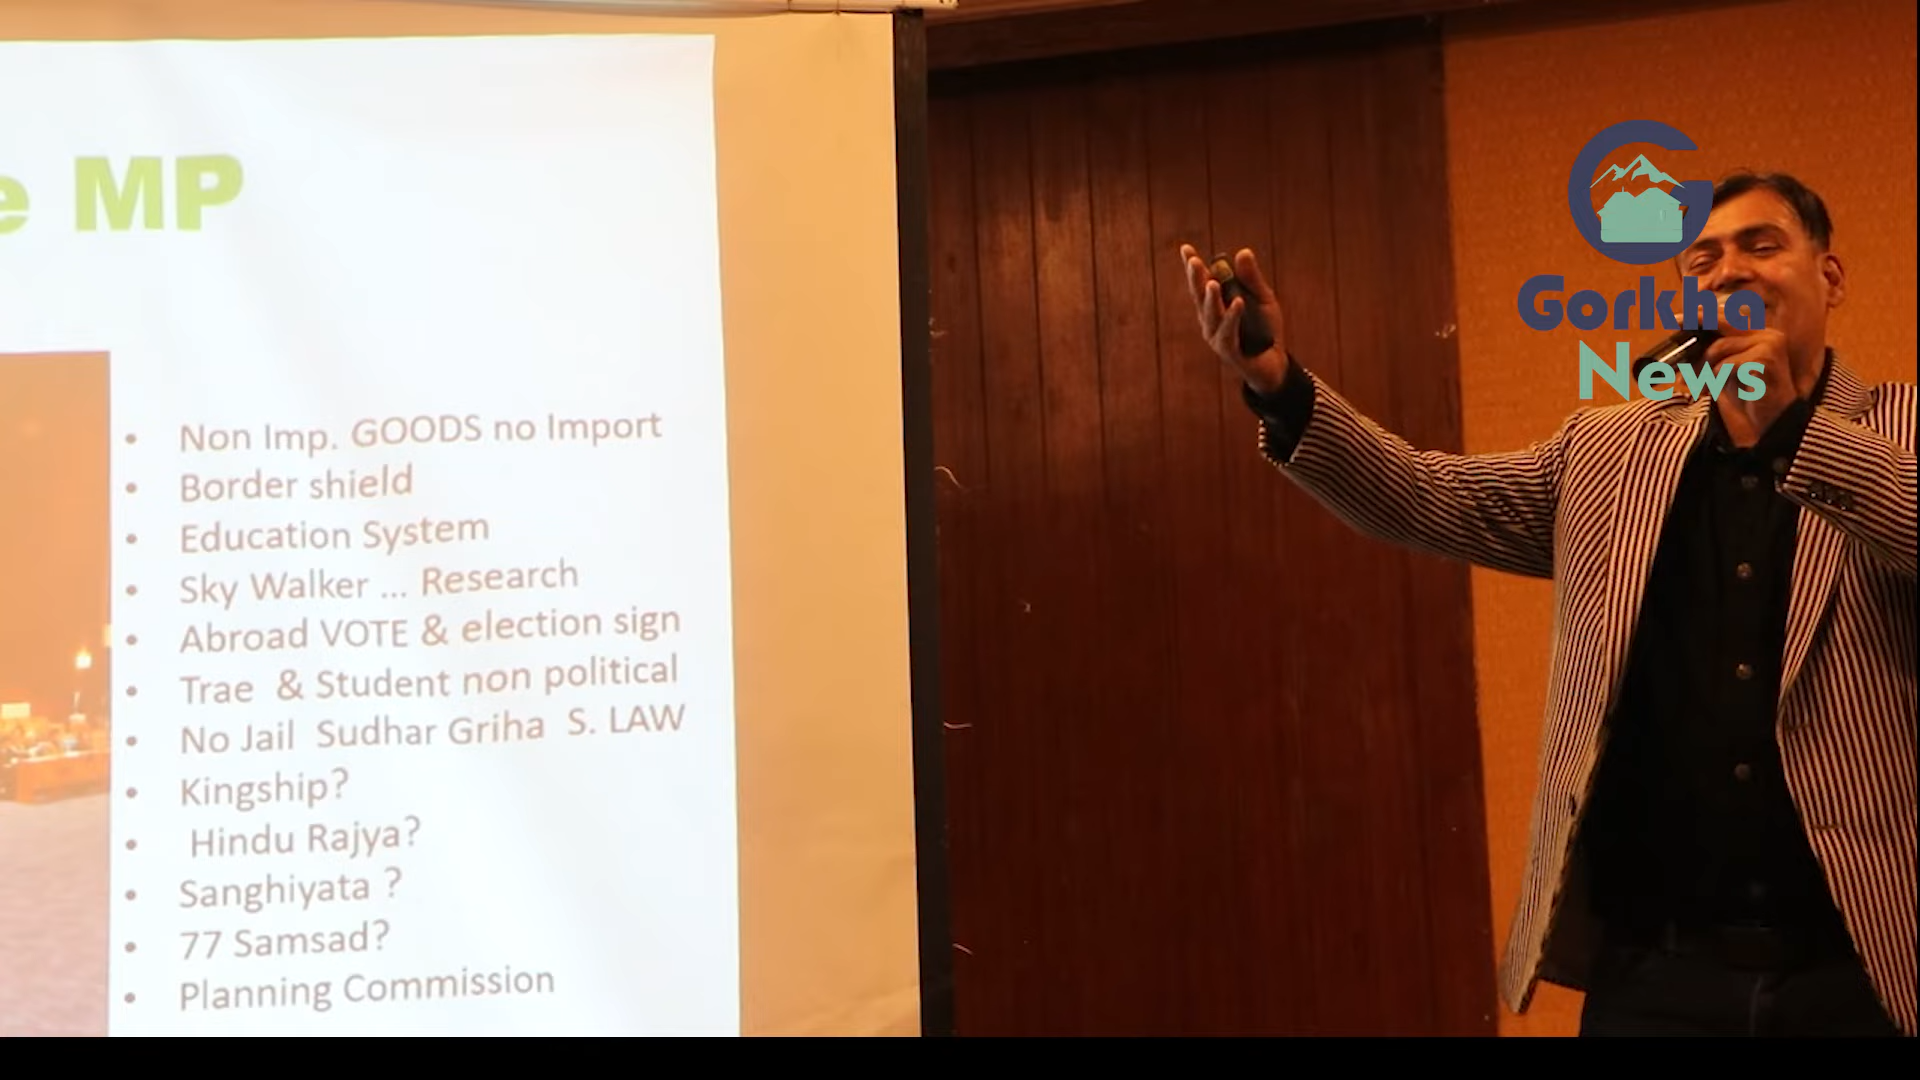 e MP
• Non Imp. GOODS no Import
• Border shield
• Education System
• Sky Walker ... Research
• Abroad VOTE & election sign
• Trae & Student non political
• No Jail Sudhar Griha S. LAW
• Kingship?
• Hindu Rajya?
• Sanghiyata ?
• 77 Samsad?
• Planning Commission
Gorkha
News